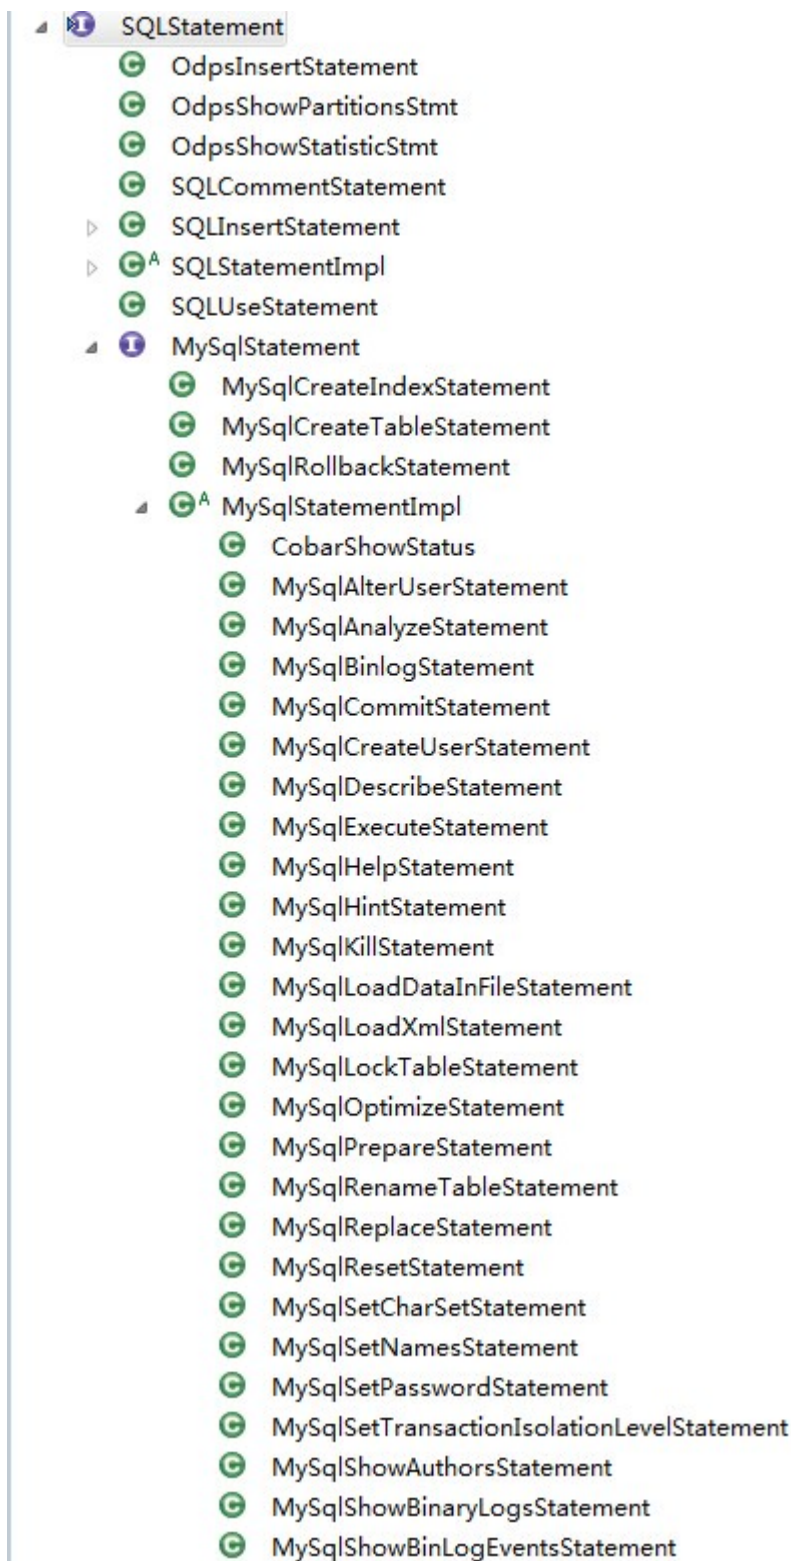 SQLStatement
OdpsInsertStatement
OdpsShowPartitionsStmt
OdpsShowStatisticStmt
SQLCommentStatement
SQLInsertStatement
SQLStatementImpl
SQLUseStatement
MySqlStatement
MySqlCreateIndexStatement
MySqlCreateTableStatement
MySqlRollbackStatement
MySqlStatementImpl
CobarShowStatus
MySqlAlterUserStatement
MySqlAnalyzeStatement
MySqlBinlogStatement
MySqlCommitStatement
MySqlCreateUserStatement
MySqlDescribeStatement
MySqlExecuteStatement
MySqlHelpStatement
MySqlHintStatement
MySqlKillStatement
MySqlLoadDataInFileStatement
MySqlLoadXmlStatement
MySqlLockTableStatement
MySqlOptimizeStatement
MySqlPrepareStatement
MySqlRenameTableStatement
MySqlReplaceStatement
MySqlResetStatement
MySqlSetCharSetStatement
MySqlSetNamesStatement
MySqlSetPasswordStatement
MySqlSetTransactionIsolationLevelStatement
MySqlShowAuthorsStatement
MySqlShowBinaryLogsStatement
MySqlShowBinLogEventsStatement